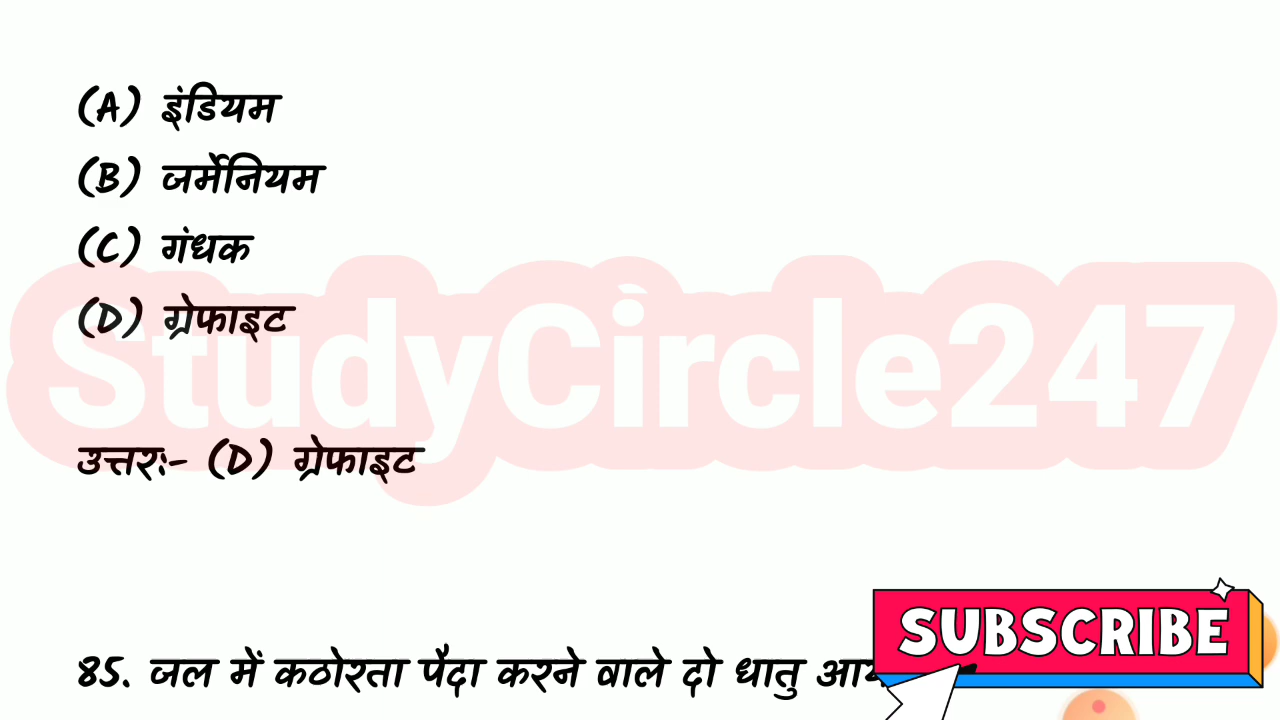 (A) इंडियम
(B) जर्मेनियम
(C) गंधक
(D) ग्रेफाइट
StudyCircle247
उत्तरः- (D) ग्रेफाइट
SUBSCRIBE
85. जल में कठोरता पैदा करने वाले दो धातु